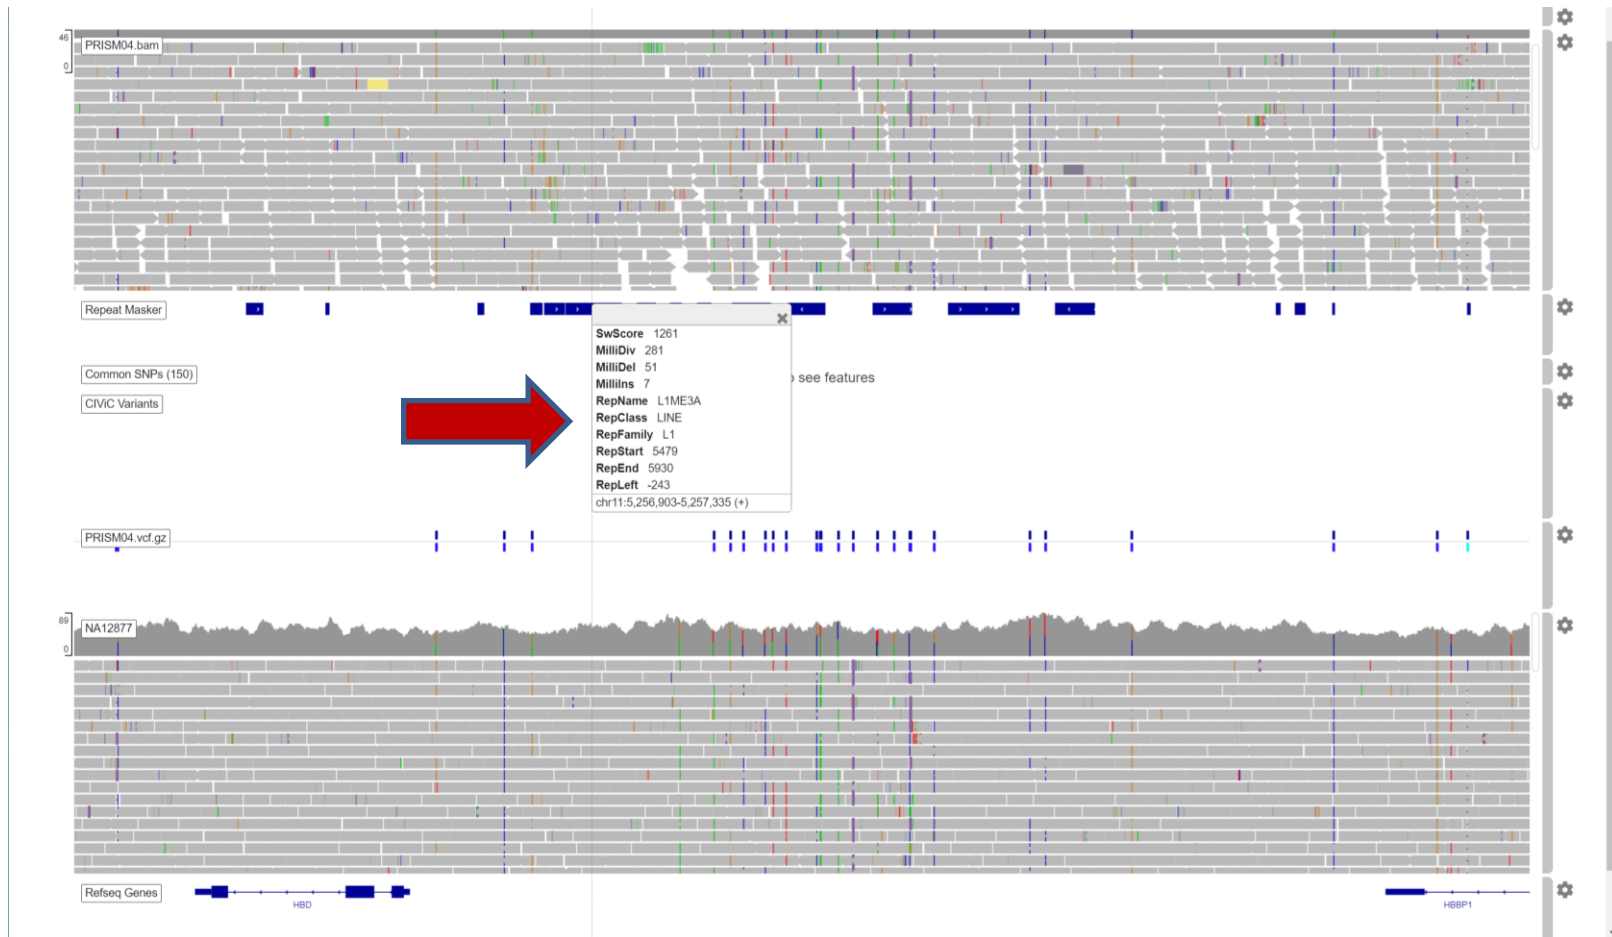 46
0
PRISM04.bam
Repeat Masker
SwScore 1261
MilliDiv 281
MilliDel 51
MilliIns 7
RepName L1ME3A
RepClass LINE
RepFamily L1
RepStart 5479
RepEnd 5930
RepLeft -243
chr11:5,256,903-5,257,335 (+)
Common SNPs (150)
see features
CIViC Variants
PRISM04.vcf.gz
89
0
NA12877
Refseq Genes
HBD
HBBP1